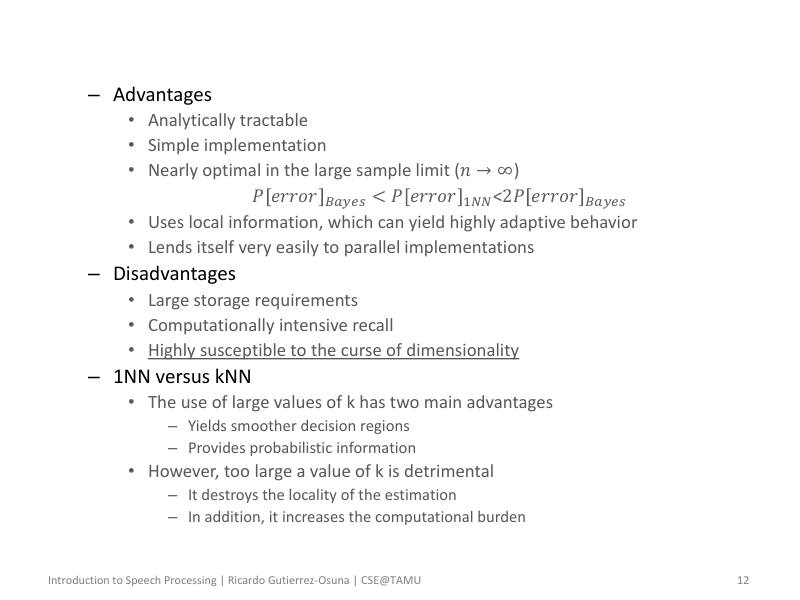 – Advantages
• Analytically tractable
• Simple implementation
• Nearly optimal in the large sample limit (𝑛 → ∞)
𝑃[𝑒𝑟𝑟𝑜𝑟]_{𝐵𝑎𝑦𝑒𝑠} < 𝑃[𝑒𝑟𝑟𝑜𝑟]_{1𝑁𝑁}<2𝑃[𝑒𝑟𝑟𝑜𝑟]_{𝐵𝑎𝑦𝑒𝑠}
• Uses local information, which can yield highly adaptive behavior
• Lends itself very easily to parallel implementations
– Disadvantages
• Large storage requirements
• Computationally intensive recall
• Highly susceptible to the curse of dimensionality
– 1NN versus kNN
• The use of large values of k has two main advantages
– Yields smoother decision regions
– Provides probabilistic information
• However, too large a value of k is detrimental
– It destroys the locality of the estimation
– In addition, it increases the computational burden
Introduction to Speech Processing | Ricardo Gutierrez-Osuna | CSE@TAMU 12